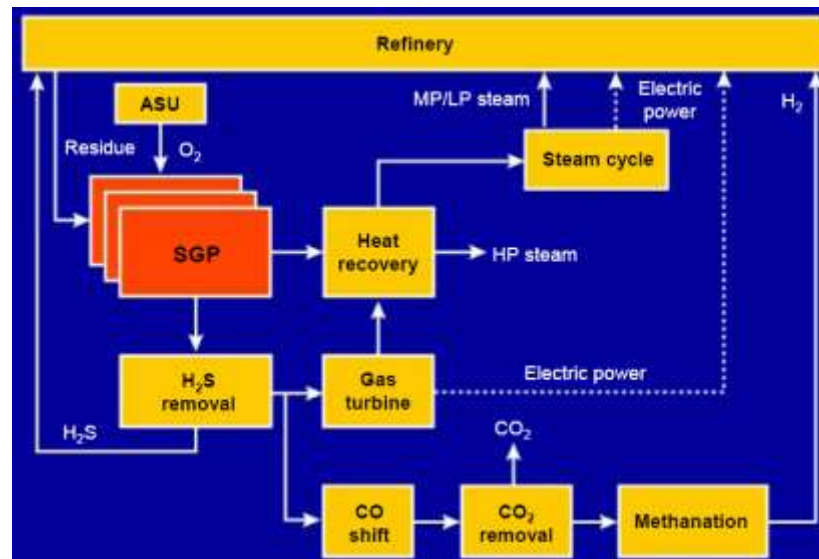 Refinery
ASU
MP/LP steam
Electric
power
H₂
Residue
O₂
Steam cycle
SGP
Heat
recovery
HP steam
H₂S
removal
Gas
turbine
Electric power
H₂S
CO₂
CO
shift
CO₂
removal
Methanation